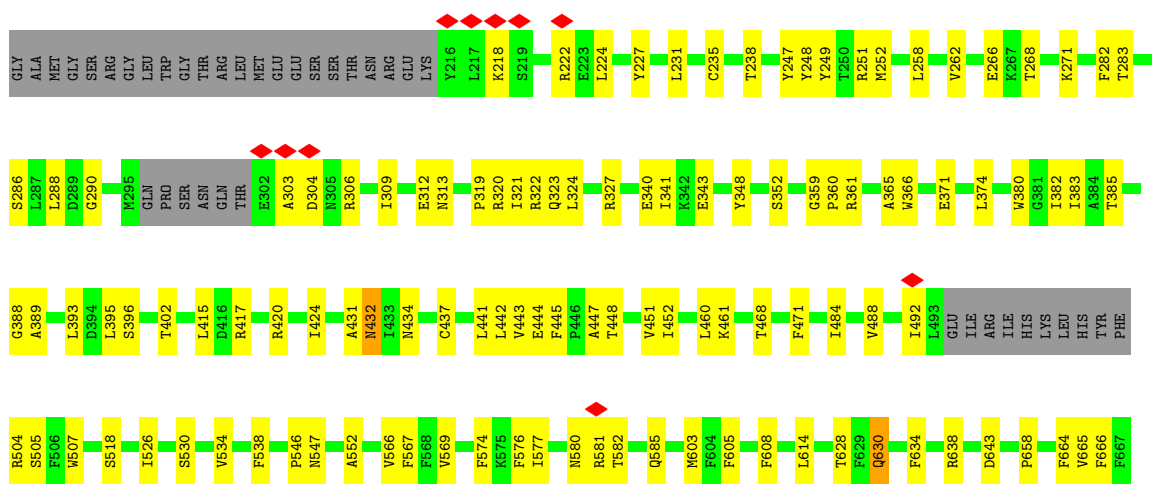 GLY ALA MET GLY SER ARG GLY LEU TRP GLY THR ARG LEU MET GLU GLU SER SER THR ASN ARG GLU LYS Y216 L217 K218 S219 R222 E223 L224 Y227 L231 C235 T238 Y247 Y248 Y249 T250 R251 M252 L258 V262 E266 K267 T268 K271 F282 T283
S286 L287 L288 D289 G290 M295 GLN PRO SER ASN GLN THR E302 A303 D304 N305 R306 I309 E312 N313 P319 R320 I321 R322 Q323 L324 R327 E340 I341 K342 E343 Y348 S352 G359 P360 R361 A365 W366 E371 L374 W380 G381 I382 I383 A384 T385
G388 A389 L393 D394 L395 S396 T402 L415 D416 R417 R420 I424 A431 N432 I433 N434 C437 L441 L442 V443 E444 F445 P446 A447 T448 V451 I452 L460 K461 T468 F471 I484 V488 I492 L493 GLU ILE ARG ILE HIS LYS LEU HIS TYR PHE
R504 S505 F506 W507 S518 I526 S530 V534 F538 P546 N547 A552 V566 F567 F568 V569 F574 K575 F576 I577 N580 R581 T582 Q585 M603 F604 F605 F608 L614 T628 F629 Q630 F634 R638 D643 P658 F664 V665 F666 F667